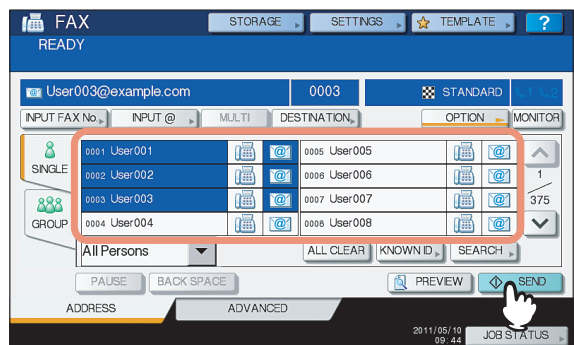 FAX STORAGE SETTINGS TEMPLATE ?
READY
User003@example.com 0003 STANDARD 1 2
INPUT FAX No. INPUT @ MULTI DESTINATION OPTION MONITOR
SINGLE
GROUP
0001 User001 @ 0005 User005 @
0002 User002 @ 0006 User006 @
0003 User003 @ 0007 User007 @
0004 User004 @ 0008 User008 @
1
375
All Persons ALL CLEAR KNOWN ID SEARCH
PAUSE BACK SPACE PREVIEW SEND
ADDRESS ADVANCED
2011/05/10
09:44
JOB STATUS